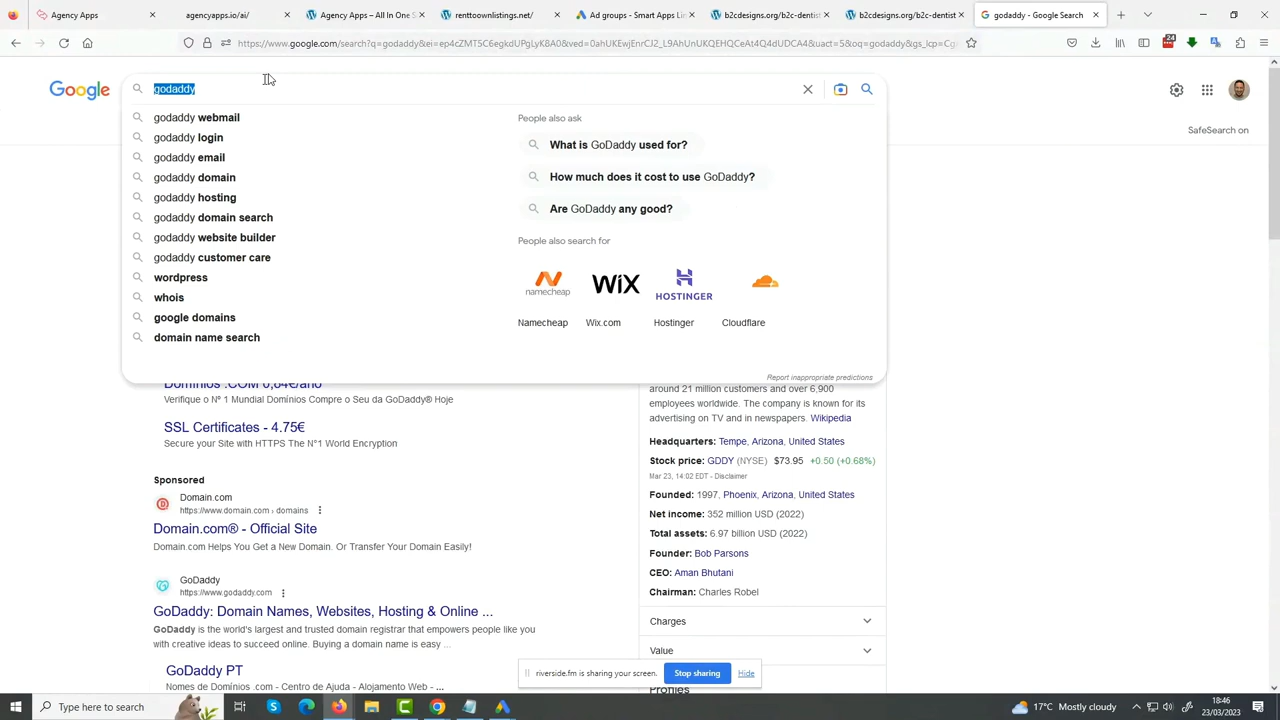 Apps.apps.io/ai/
Agency Apps - All In One S
renttownlistings.net/
Ad groups - Smart Apps Li
b2cdesigns.org/b2c-dentist
b2cdesigns.org/b2c-dentist
godaddy - Google Search
Google
godaddy
SafeSearch on
godaddy webmail
godaddy login
godaddy email
godaddy domain
godaddy hosting
godaddy domain search
godaddy website builder
godaddy customer care
wordpress
whois
google domains
domain name search
People also ask
What is GoDaddy used for?
How much does it cost to use GoDaddy?
Are GoDaddy any good?
People also search for
namecheap
WiX
HOSTINGER
Namecheap
Wix.com
Hostinger
Cloudflare
Report inappropriate predictions
Verifique o Nº 1 Mundial Domínios Compre o Seu da GoDaddy® Hoje
SSL Certificates - 4.75€
Secure your Site with HTTPS The N°1 World Encryption
Sponsored
Domain.com
https://www.domain.com › domains
Domain.com® - Official Site
Domain.com Helps You Get a New Domain. Or Transfer Your Domain Easily!
GoDaddy
https://www.godaddy.com
GoDaddy: Domain Names, Websites, Hosting & Online ...
GoDaddy is the world's largest and trusted domain registrar that empowers people like you
with creative ideas to succeed online. Buying a domain name is easy ...
GoDaddy PT
Nomes de Domínios .com - Centro de Ajuda - Alojamento Web - ...
around 21 million customers and over 6,900
employees worldwide. The company is known for its
advertising on TV and in newspapers. Wikipedia
Headquarters: Tempe, Arizona, United States
Stock price: GDDY (NYSE) $73.95 +0.50 (+0.68%)
Mar 23, 14:02 EDT - Disclaimer
Founded: 1997, Phoenix, Arizona, United States
Net income: 352 million USD (2022)
Total assets: 6.97 billion USD (2022)
Founder: Bob Parsons
CEO: Aman Bhutani
Chairman: Charles Robel
Charges
Value
Profiles
riverside.fm is sharing your screen.
Stop sharing
Hide
Type here to search
17°C Mostly cloudy
18:46
23/03/2023
24